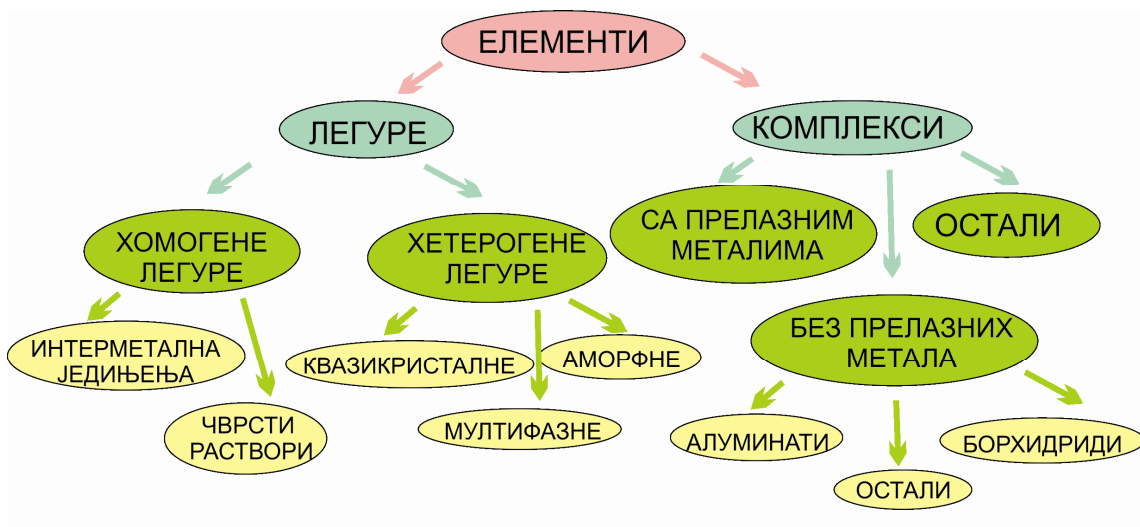 ЕЛЕМЕНТИ
ЛЕГУРЕ
КОМПЛЕКСИ
ХОМОГЕНЕ
ЛЕГУРЕ
ХЕТЕРОГЕНЕ
ЛЕГУРЕ
СА ПРЕЛАЗНИМ
МЕТАЛИМА
ОСТАЛИ
ИНТЕРМЕТАЛНА
ЈЕДИЊЕЊА
ЧВРСТИ
РАСТВОРИ
КВАЗИКРИСТАЛНЕ
МУЛТИФАЗНЕ
АМОРФНЕ
БЕЗ ПРЕЛАЗНИХ
МЕТАЛА
АЛУМИНАТИ
ОСТАЛИ
БОРХИДРИДИ